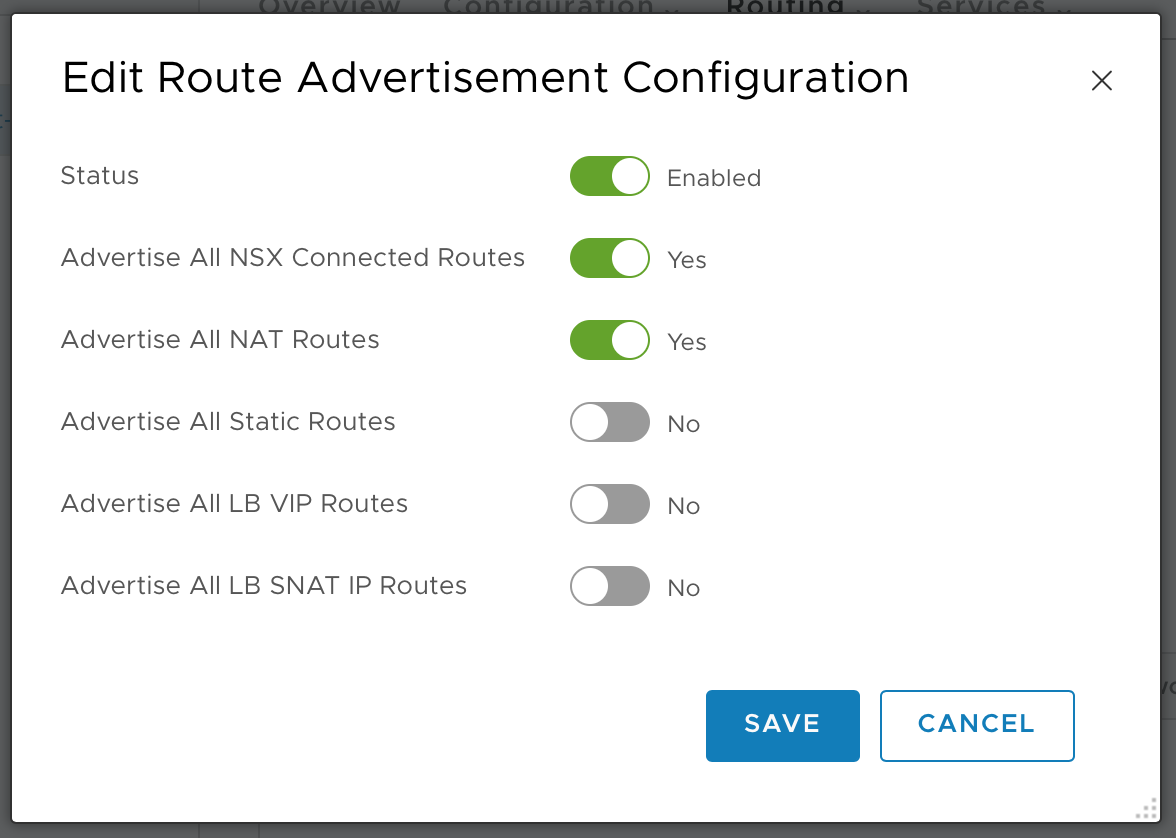 Overview Configuration Routing Services
Edit Route Advertisement Configuration
Status Enabled
Advertise All NSX Connected Routes Yes
Advertise All NAT Routes Yes
Advertise All Static Routes No
Advertise All LB VIP Routes No
Advertise All LB SNAT IP Routes No
SAVE CANCEL